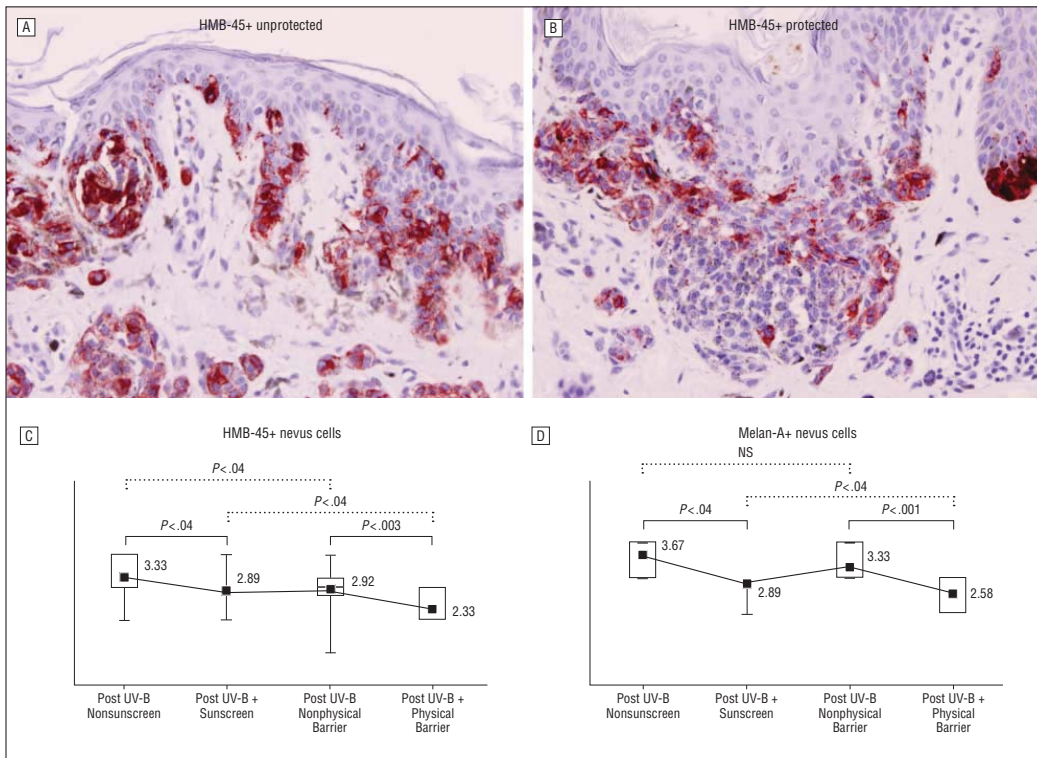 A
HMB-45+ unprotected
B
HMB-45+ protected
C
HMB-45+ nevus cells
P<.04
P<.04
P<.04
P<.003
3.33
2.89
2.92
2.33
Post UV-B
Nonsunscreen
Post UV-B +
Sunscreen
Post UV-B
Nonphysical
Barrier
Post UV-B +
Physical
Barrier
D
Melan-A+ nevus cells
NS
P<.04
P<.04
P<.001
3.67
2.89
3.33
2.58
Post UV-B
Nonsunscreen
Post UV-B +
Sunscreen
Post UV-B
Nonphysical
Barrier
Post UV-B +
Physical
Barrier